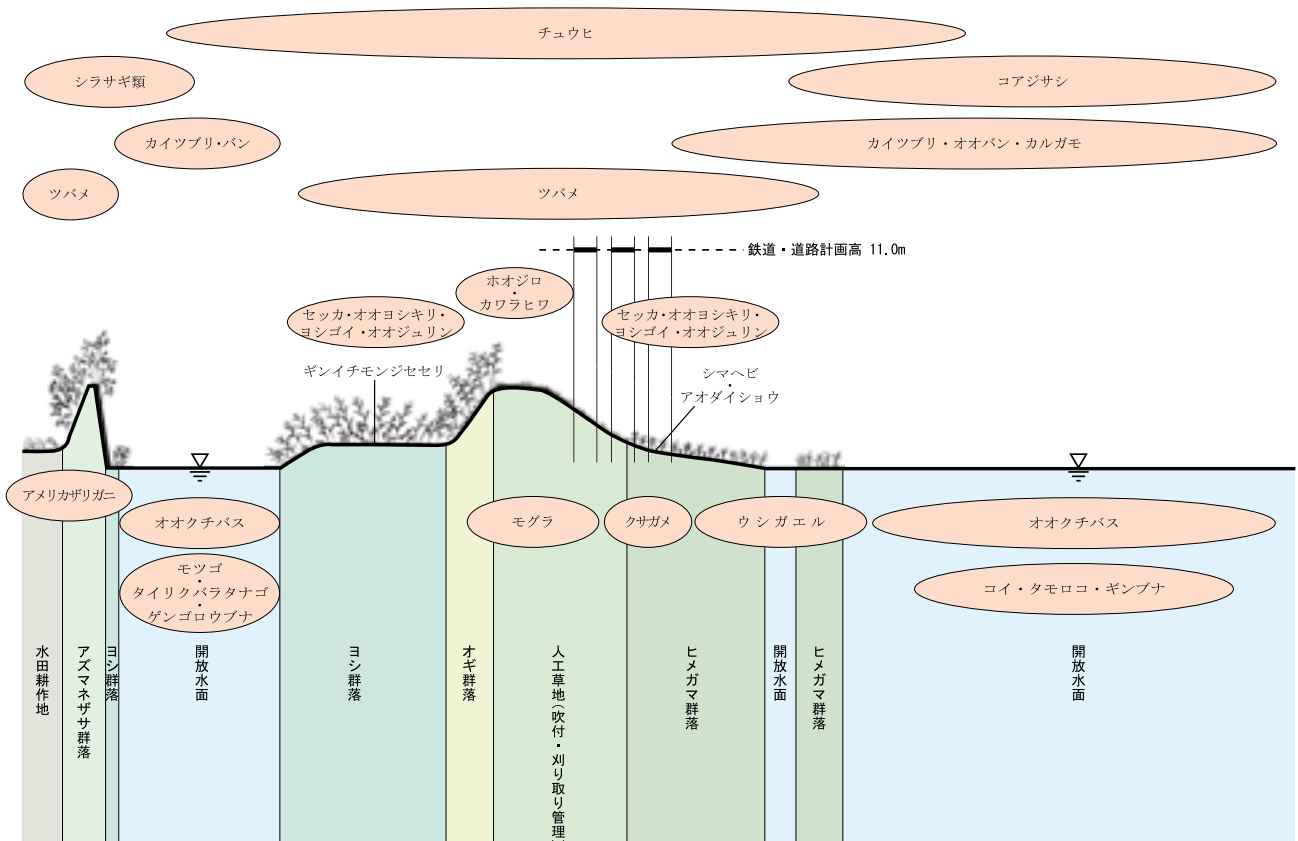 チュウヒ
シラサギ類
コアジサシ
カイツブリ・バン
カイツブリ・オオバン・カルガモ
ツバメ
ツバメ
鉄道・道路計画高 11.0m
ホオジロ
・
カワラヒワ
セッカ・オオヨシキリ・
ヨシゴイ・オオジュリン
セッカ・オオヨシキリ・
ヨシゴイ・オオジュリン
ギンイチモンジセセリ
シマヘビ
・
アオダイショウ
アメリカザリガニ
オオクチバス
モグラ
クサガメ
ウシガエル
オオクチバス
モツゴ
・
タイリクバラタナゴ
・
ゲンゴロウブナ
コイ・タモロコ・ギンブナ
水田耕作地
アズマネザサ群落
ヨシ群落
開放水面
ヨシ群落
オギ群落
人工草地(吹付・刈り取り管理
ヒメガマ群落
開放水面
ヒメガマ群落
開放水面